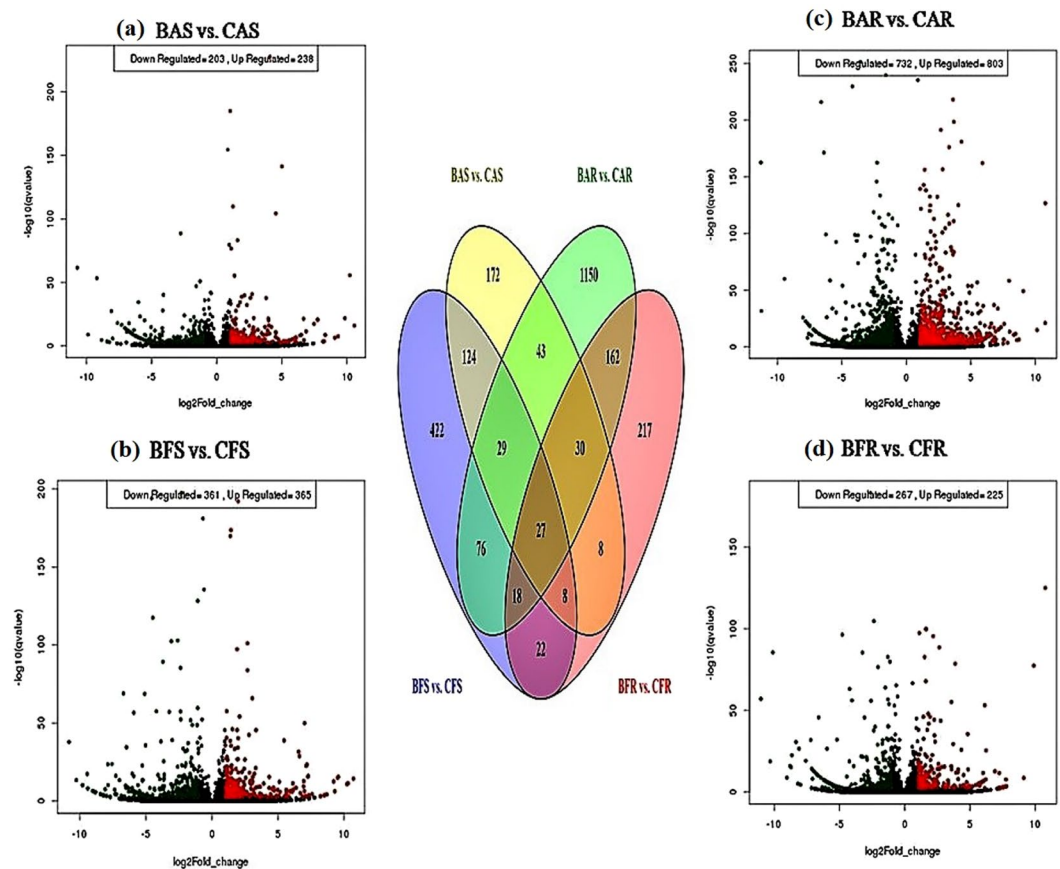 (a) BAS vs. CAS
Down Regulated= 203 , Up Regulated= 238
200
150
100
50
0
-log10(qvalue)
-10
-5
0
5
10
log2Fold_change
(b) BFS vs. CFS
Down Regulated= 361 , Up Regulated= 365
200
150
100
50
0
-log10(qvalue)
-10
-5
0
5
10
log2Fold_change
BAS vs. CAS
BAR vs. CAR
172
1150
124
43
162
422
29
30
217
76
27
8
18
8
22
BFS vs. CFS
BFR vs. CFR
(c) BAR vs. CAR
Down Regulated= 732 , Up Regulated= 803
250
200
150
100
50
0
-log10(qvalue)
-10
-5
0
5
10
log2Fold_change
(d) BFR vs. CFR
Down Regulated= 267 , Up Regulated= 225
150
100
50
0
-log10(qvalue)
-10
-5
0
5
10
log2Fold_change